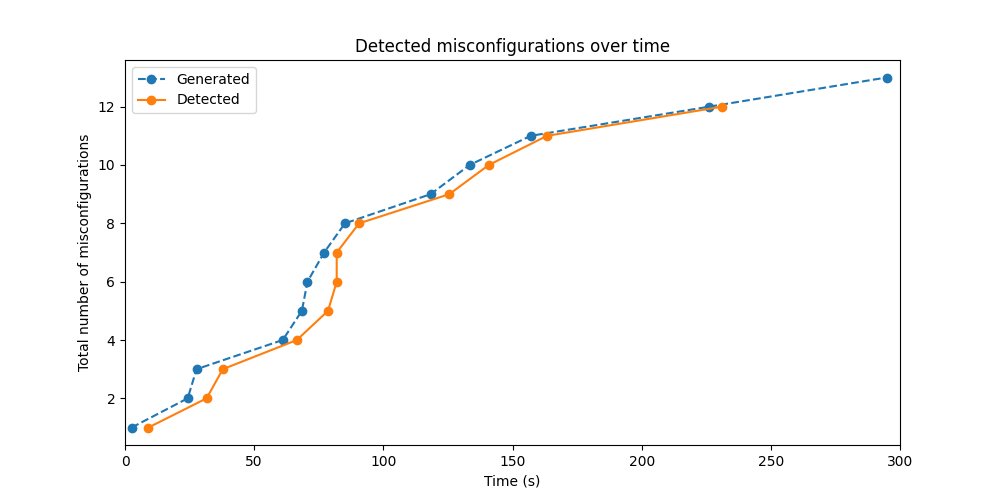 Detected misconfigurations over time
Generated
Detected
Total number of misconfigurations
12
10
8
6
4
2
0 50 100 150 200 250 300
Time (s)